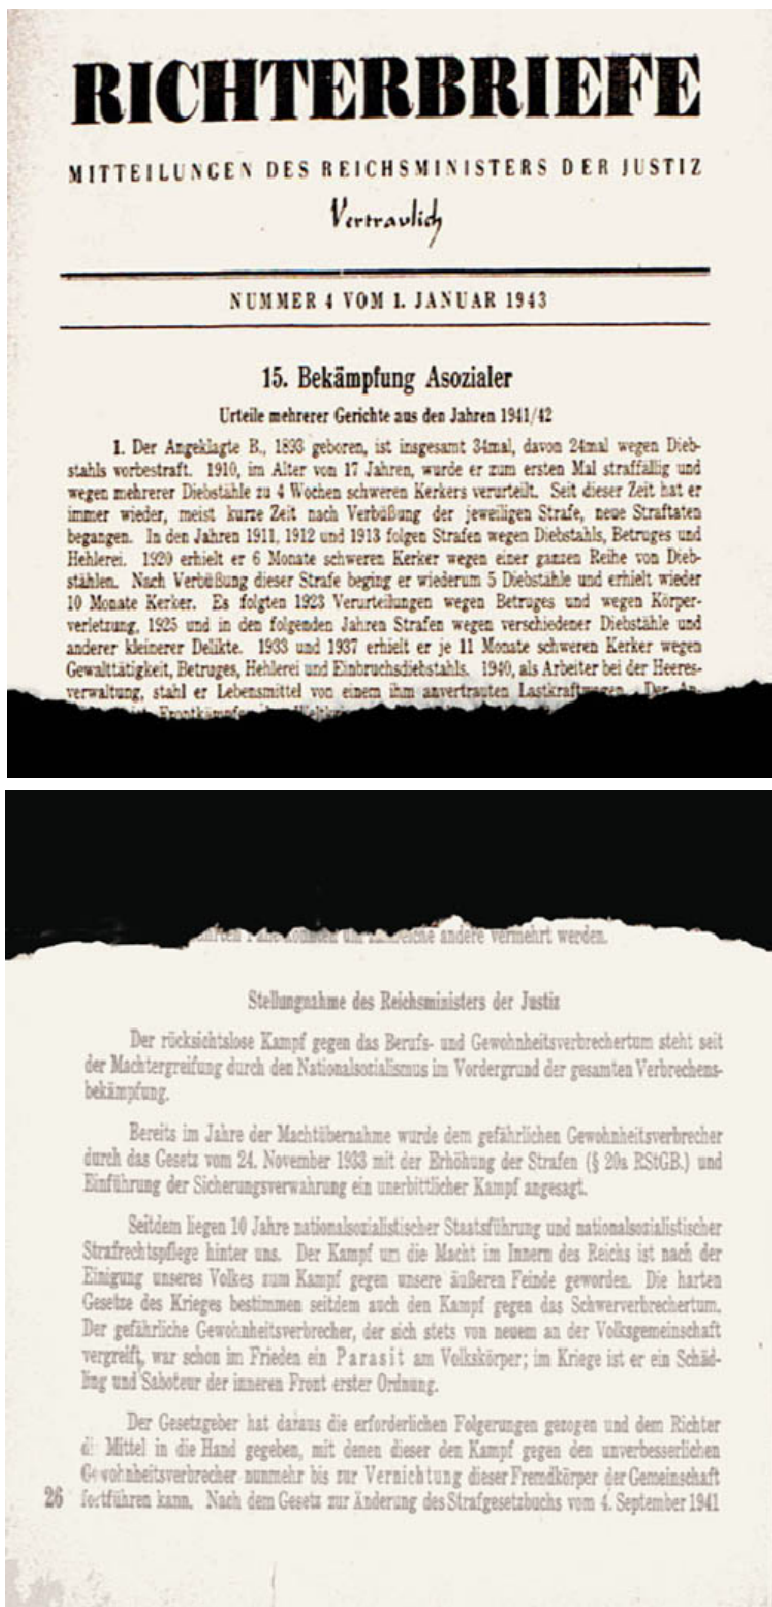 RICHTERBRIEFE
MITTEILUNGEN DES REICHSMINISTERS DER JUSTIZ
Vertraulich
NUMMER 4 VOM 1. JANUAR 1943
15. Bekämpfung Asozialer
Urteile mehrerer Gerichte aus den Jahren 1941/42
1. Der Angeklagte B., 1893 geboren, ist insgesamt 34mal, davon 24mal wegen Dieb-
stahls vorbestraft. 1910, im Alter von 17 Jahren, wurde er zum ersten Mal straffällig und
wegen mehrerer Diebstähle zu 4 Wochen schweren Kerkers verurteilt. Seit dieser Zeit hat er
immer wieder, meist kurze Zeit nach Verbüßung der jeweiligen Strafe, neue Straftaten
begangen. In den Jahren 1911, 1912 und 1913 folgen Strafen wegen Diebstahls, Betruges und
Hehlerei. 1920 erhielt er 6 Monate schweren Kerker wegen einer ganzen Reihe von Dieb-
stählen. Nach Verbüßung dieser Strafe beging er wiederum 5 Diebstähle und erhielt wieder
10 Monate Kerker. Es folgten 1923 Verurteilungen wegen Betruges und wegen Körper-
verletzung, 1925 und in den folgenden Jahren Strafen wegen verschiedener Diebstähle und
anderer kleinerer Delikte. 1933 und 1937 erhielt er je 11 Monate schweren Kerker wegen
Gewalttätigkeit, Betruges, Hehlerei und Einbruchsdiebstahls. 1940, als Arbeiter bei der Heeres-
verwaltung, stahl er Lebensmittel von einem ihm anvertrauten Lastkraftwagen. Der An-
Frontkämpfer
andere vermehrt werden.
Stellungnahme des Reichsministers der Justiz
Der rücksichtslose Kampf gegen das Berufs- und Gewohnheitsverbrechertum steht seit
der Machtergreifung durch den Nationalsozialismus im Vordergrund der gesamten Verbrechens-
bekämpfung.
Bereits im Jahre der Machtübernahme wurde dem gefährlichen Gewohnheitsverbrecher
durch das Gesetz vom 24. November 1933 mit der Erhöhung der Strafen (§ 20a RStGB.) und
Einführung der Sicherungsverwahrung ein unerbittlicher Kampf angesagt.
Seitdem liegen 10 Jahre nationalsozialistischer Staatsführung und nationalsozialistischer
Strafrechtspflege hinter uns. Der Kampf um die Macht im Innern des Reichs ist nach der
Einigung unseres Volkes zum Kampf gegen unsere äußeren Feinde geworden. Die harten
Gesetze des Krieges bestimmen seitdem auch den Kampf gegen das Schwerverbrechertum.
Der gefährliche Gewohnheitsverbrecher, der sich stets von neuem an der Volksgemeinschaft
vergreift, war schon im Frieden ein Parasit am Volkskörper; im Kriege ist er ein Schäd-
ling und Saboteur der inneren Front erster Ordnung.
Der Gesetzgeber hat daraus die erforderlichen Folgerungen gezogen und dem Richter
die Mittel in die Hand gegeben, mit denen dieser den Kampf gegen den unverbesserlichen
Gewohnheitsverbrecher nunmehr bis zur Vernichtung dieser Fremdkörper der Gemeinschaft
26 fortführen kann. Nach dem Gesetz zur Änderung des Strafgesetzbuchs vom 4. September 1941